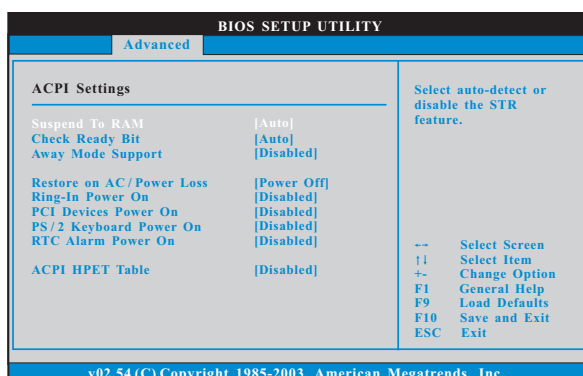 BIOS SETUP UTILITY
Advanced
ACPI Settings
Suspend To RAM [Auto]
Check Ready Bit [Auto]
Away Mode Support [Disabled]
Restore on AC / Power Loss [Power Off]
Ring-In Power On [Disabled]
PCI Devices Power On [Disabled]
PS / 2 Keyboard Power On [Disabled]
RTC Alarm Power On [Disabled]
ACPI HPET Table [Disabled]
Select auto-detect or
disable the STR
feature.
←→ Select Screen
↑↓ Select Item
+- Change Option
F1 General Help
F9 Load Defaults
F10 Save and Exit
ESC Exit
v02.54 (C) Copyright 1985-2003, American Megatrends, Inc.